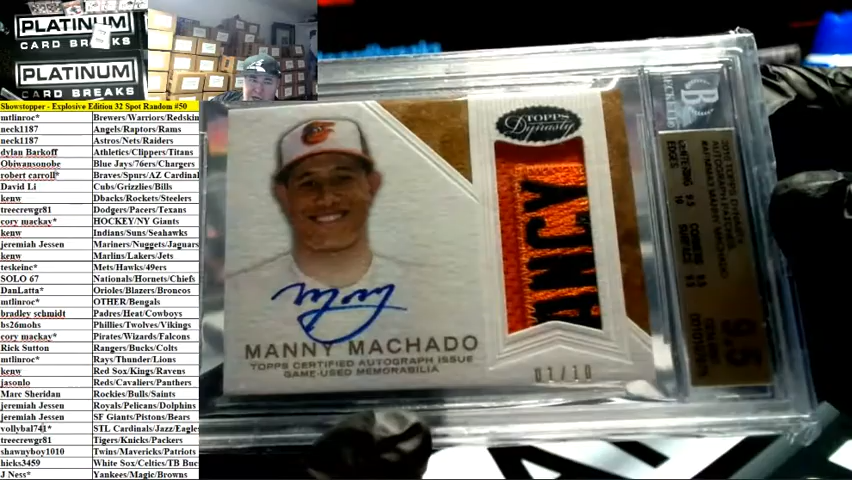 PLATINUM
CARD BREAKS
PLATINUM
CARD BREAKS
Showstopper - Explosive Edition 32 Spot Random #50
mtlinroc* Brewers/Warriors/Redskin
neck1187 Angels/Raptors/Rams
neck1187 Astros/Nets/Raiders
dylan Barkoff Athletics/Clippers/Titans
Obiwansonobe Blue Jays/76ers/Chargers
robert carroll* Braves/Spurs/AZ Cardinal
David Li Cubs/Grizzlies/Bills
kenw Dbacks/Rockets/Steelers
treecrewgr81 Dodgers/Pacers/Texans
cory mackay* HOCKEY/NY Giants
kenw Indians/Suns/Seahawks
jeremiah Jessen Mariners/Nuggets/Jaguars
kenw Marlins/Lakers/Jets
teskeinc* Mets/Hawks/49ers
SOLO 67 Nationals/Hornets/Chiefs
DanLatta* Orioles/Blazers/Broncos
mtlinroc* OTHER/Bengals
bradley schmidt Padres/Heat/Cowboys
bs26mohs Phillies/Twolves/Vikings
cory mackay* Pirates/Wizards/Falcons
Rick Sutton Rangers/Bucks/Colts
mtlinroc* Rays/Thunder/Lions
kenw Red Sox/Kings/Ravens
jasonlo Reds/Cavaliers/Panthers
Marc Sheridan Rockies/Bulls/Saints
jeremiah Jessen Royals/Pelicans/Dolphins
jeremiah Jessen SF Giants/Pistons/Bears
vollybal741* STL Cardinals/Jazz/Eagles
treecrewgr81 Tigers/Knicks/Packers
shawnyboy1010 Twins/Mavericks/Patriots
hicks3459 White Sox/Celtics/TB Buc
J Ness* Yankees/Magic/Browns
TOPPS
Dynasty
ANCY
MANNY MACHADO
TOPPS CERTIFIED AUTOGRAPH ISSUE
GAME-USED MEMORABILIA
01/10
BECKETT
2016 TOPPS DYNASTY
9.5